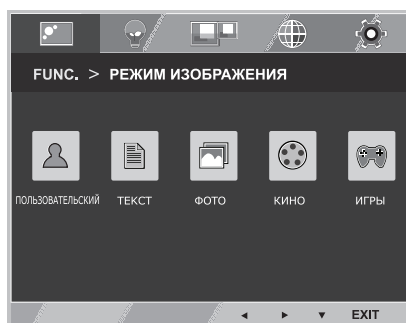 FUNC. > РЕЖИМ ИЗОБРАЖЕНИЯ
ПОЛЬЗОВАТЕЛЬСКИЙ ТЕКСТ ФОТО КИНО ИГРЫ
EXIT